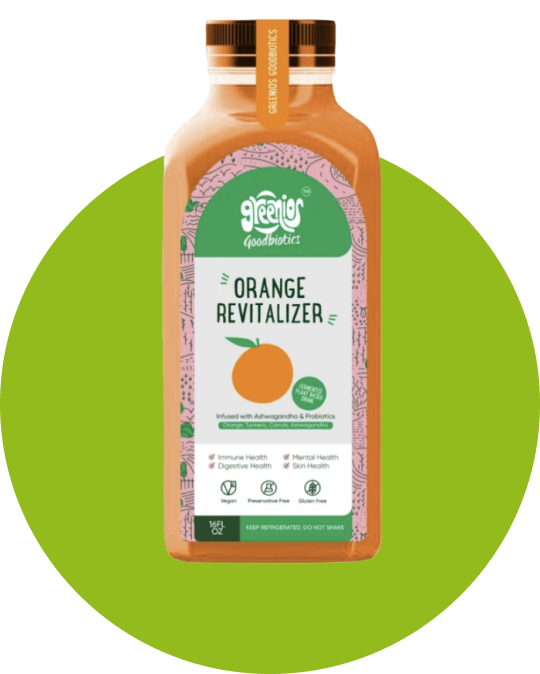 GREENIOS GOODBIOTICS
TM
greenios
Goodbiotics
ORANGE
REVITALIZER
FERMENTED
PLANT BASED
DRINK
Infused with Ashwagandha & Probiotics
Orange, Turmeric, Carrots, Ashwagandha
Immune Health Mental Health
Digestive Health Skin Health
Vegan Preservative Free Gluten Free
16FL
OZ
KEEP REFRIGERATED, DO NOT SHAKE